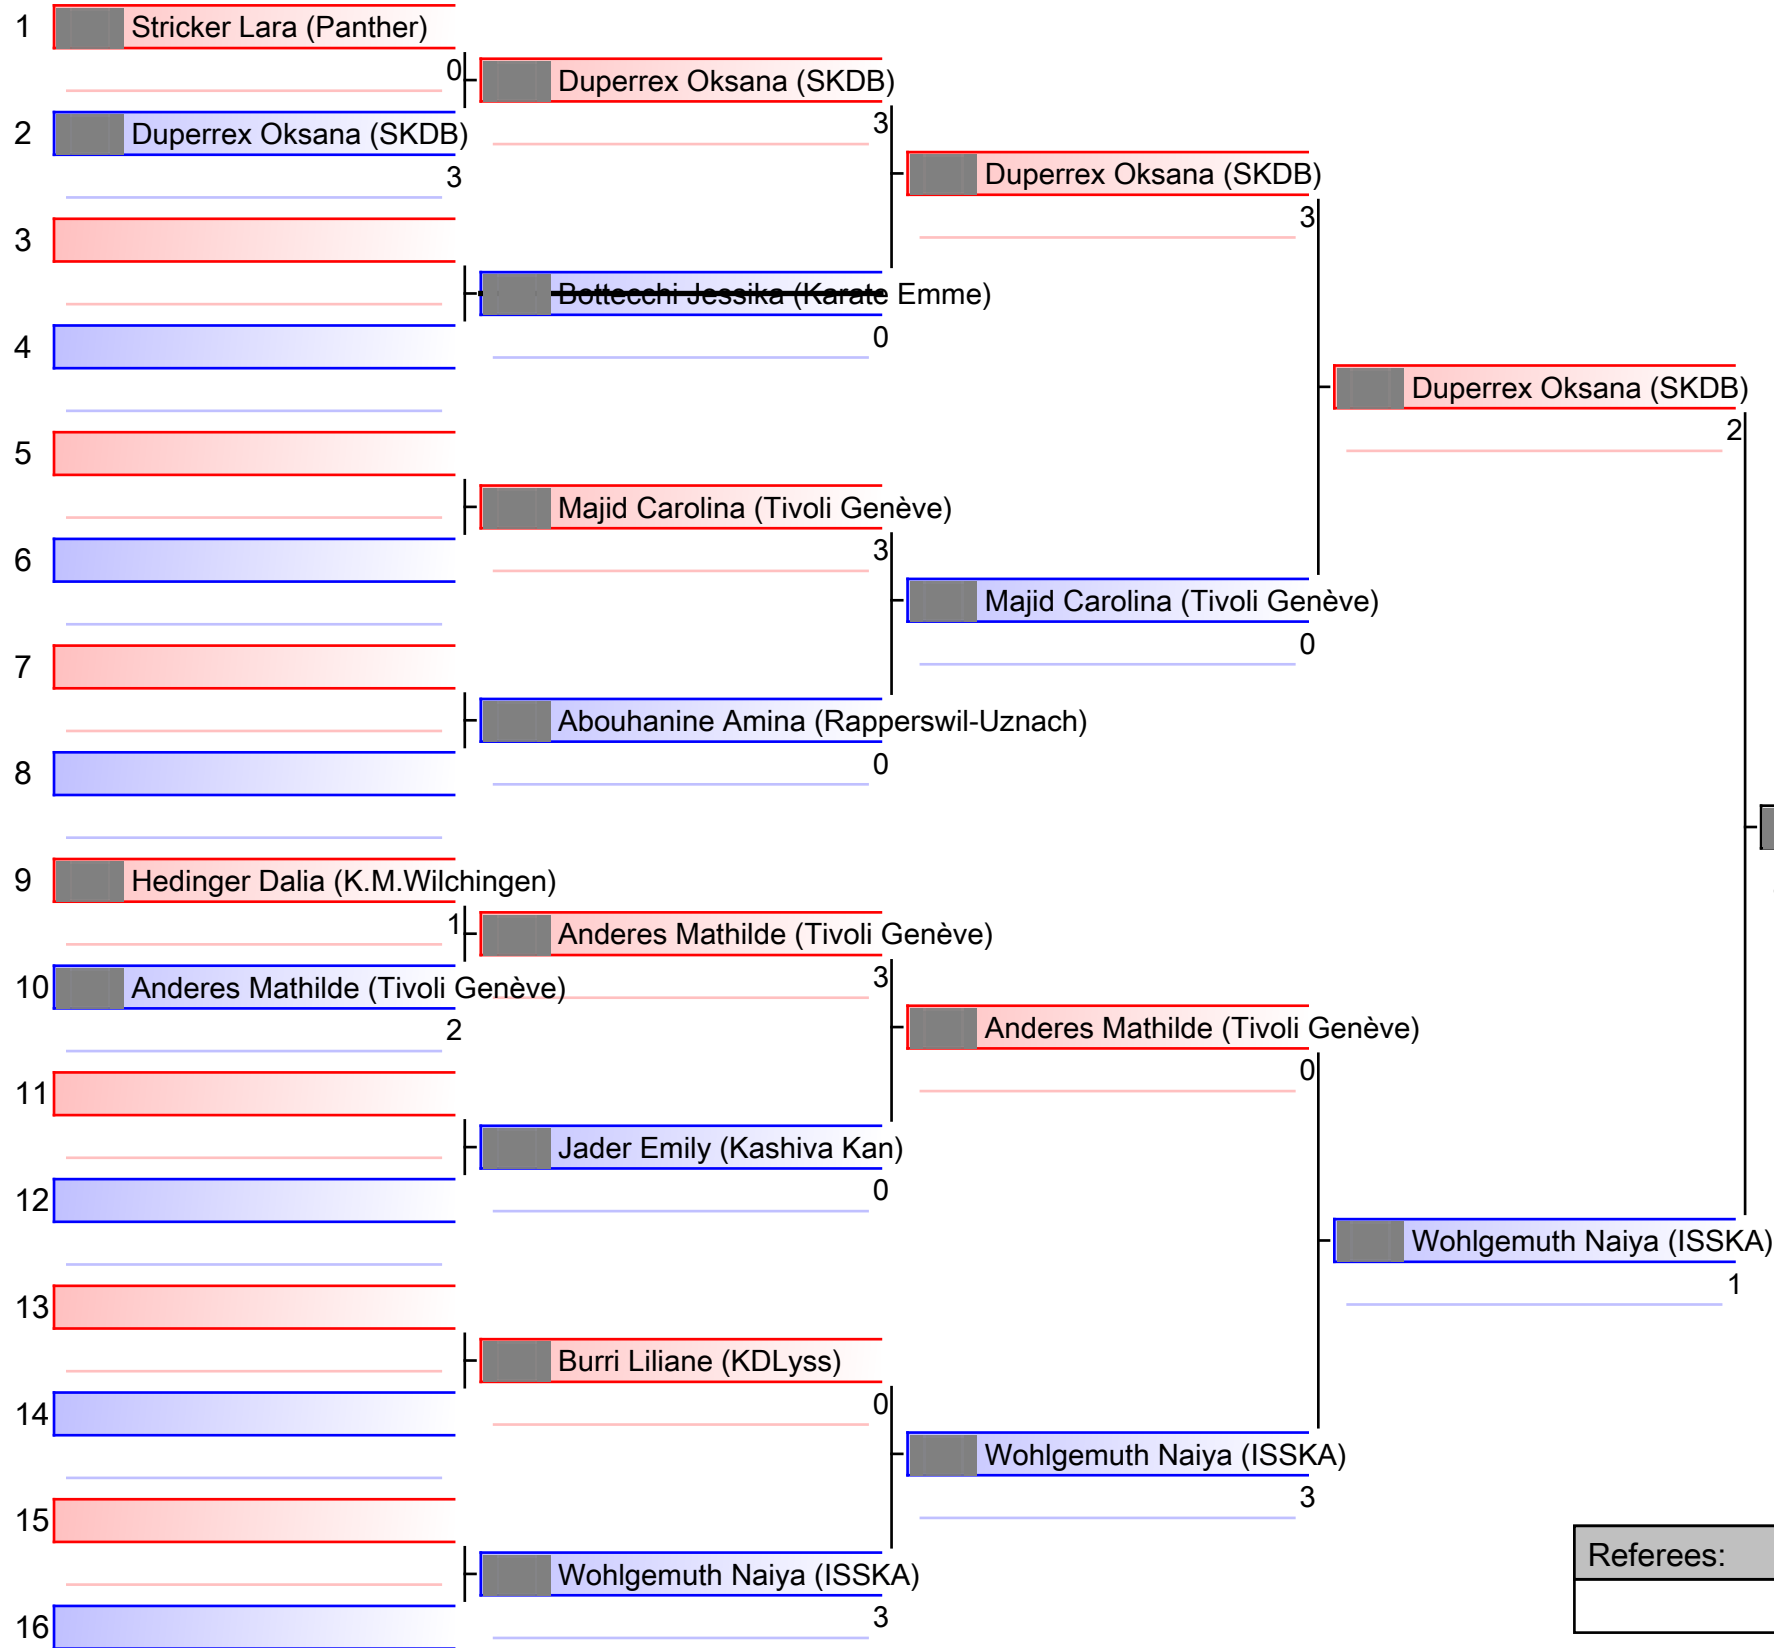 1 Stricker Lara (Panther)
0
Duperrex Oksana (SKDB)
3
2 Duperrex Oksana (SKDB)
3
Duperrex Oksana (SKDB)
3
3
Bottecchi Jessika (Karate Emme)
0
4
Duperrex Oksana (SKDB)
2
5
Majid Carolina (Tivoli Genève)
3
6
Majid Carolina (Tivoli Genève)
0
7
Abouhanine Amina (Rapperswil-Uznach)
0
8
9 Hedinger Dalia (K.M.Wilchingen)
1
Anderes Mathilde (Tivoli Genève)
3
10 Anderes Mathilde (Tivoli Genève)
2
Anderes Mathilde (Tivoli Genève)
0
11
Jader Emily (Kashiva Kan)
0
12
Wohlgemuth Naiya (ISSKA)
1
13
Burri Liliane (KDLyss)
0
14
Wohlgemuth Naiya (ISSKA)
3
15
Wohlgemuth Naiya (ISSKA)
3
16
Referees: